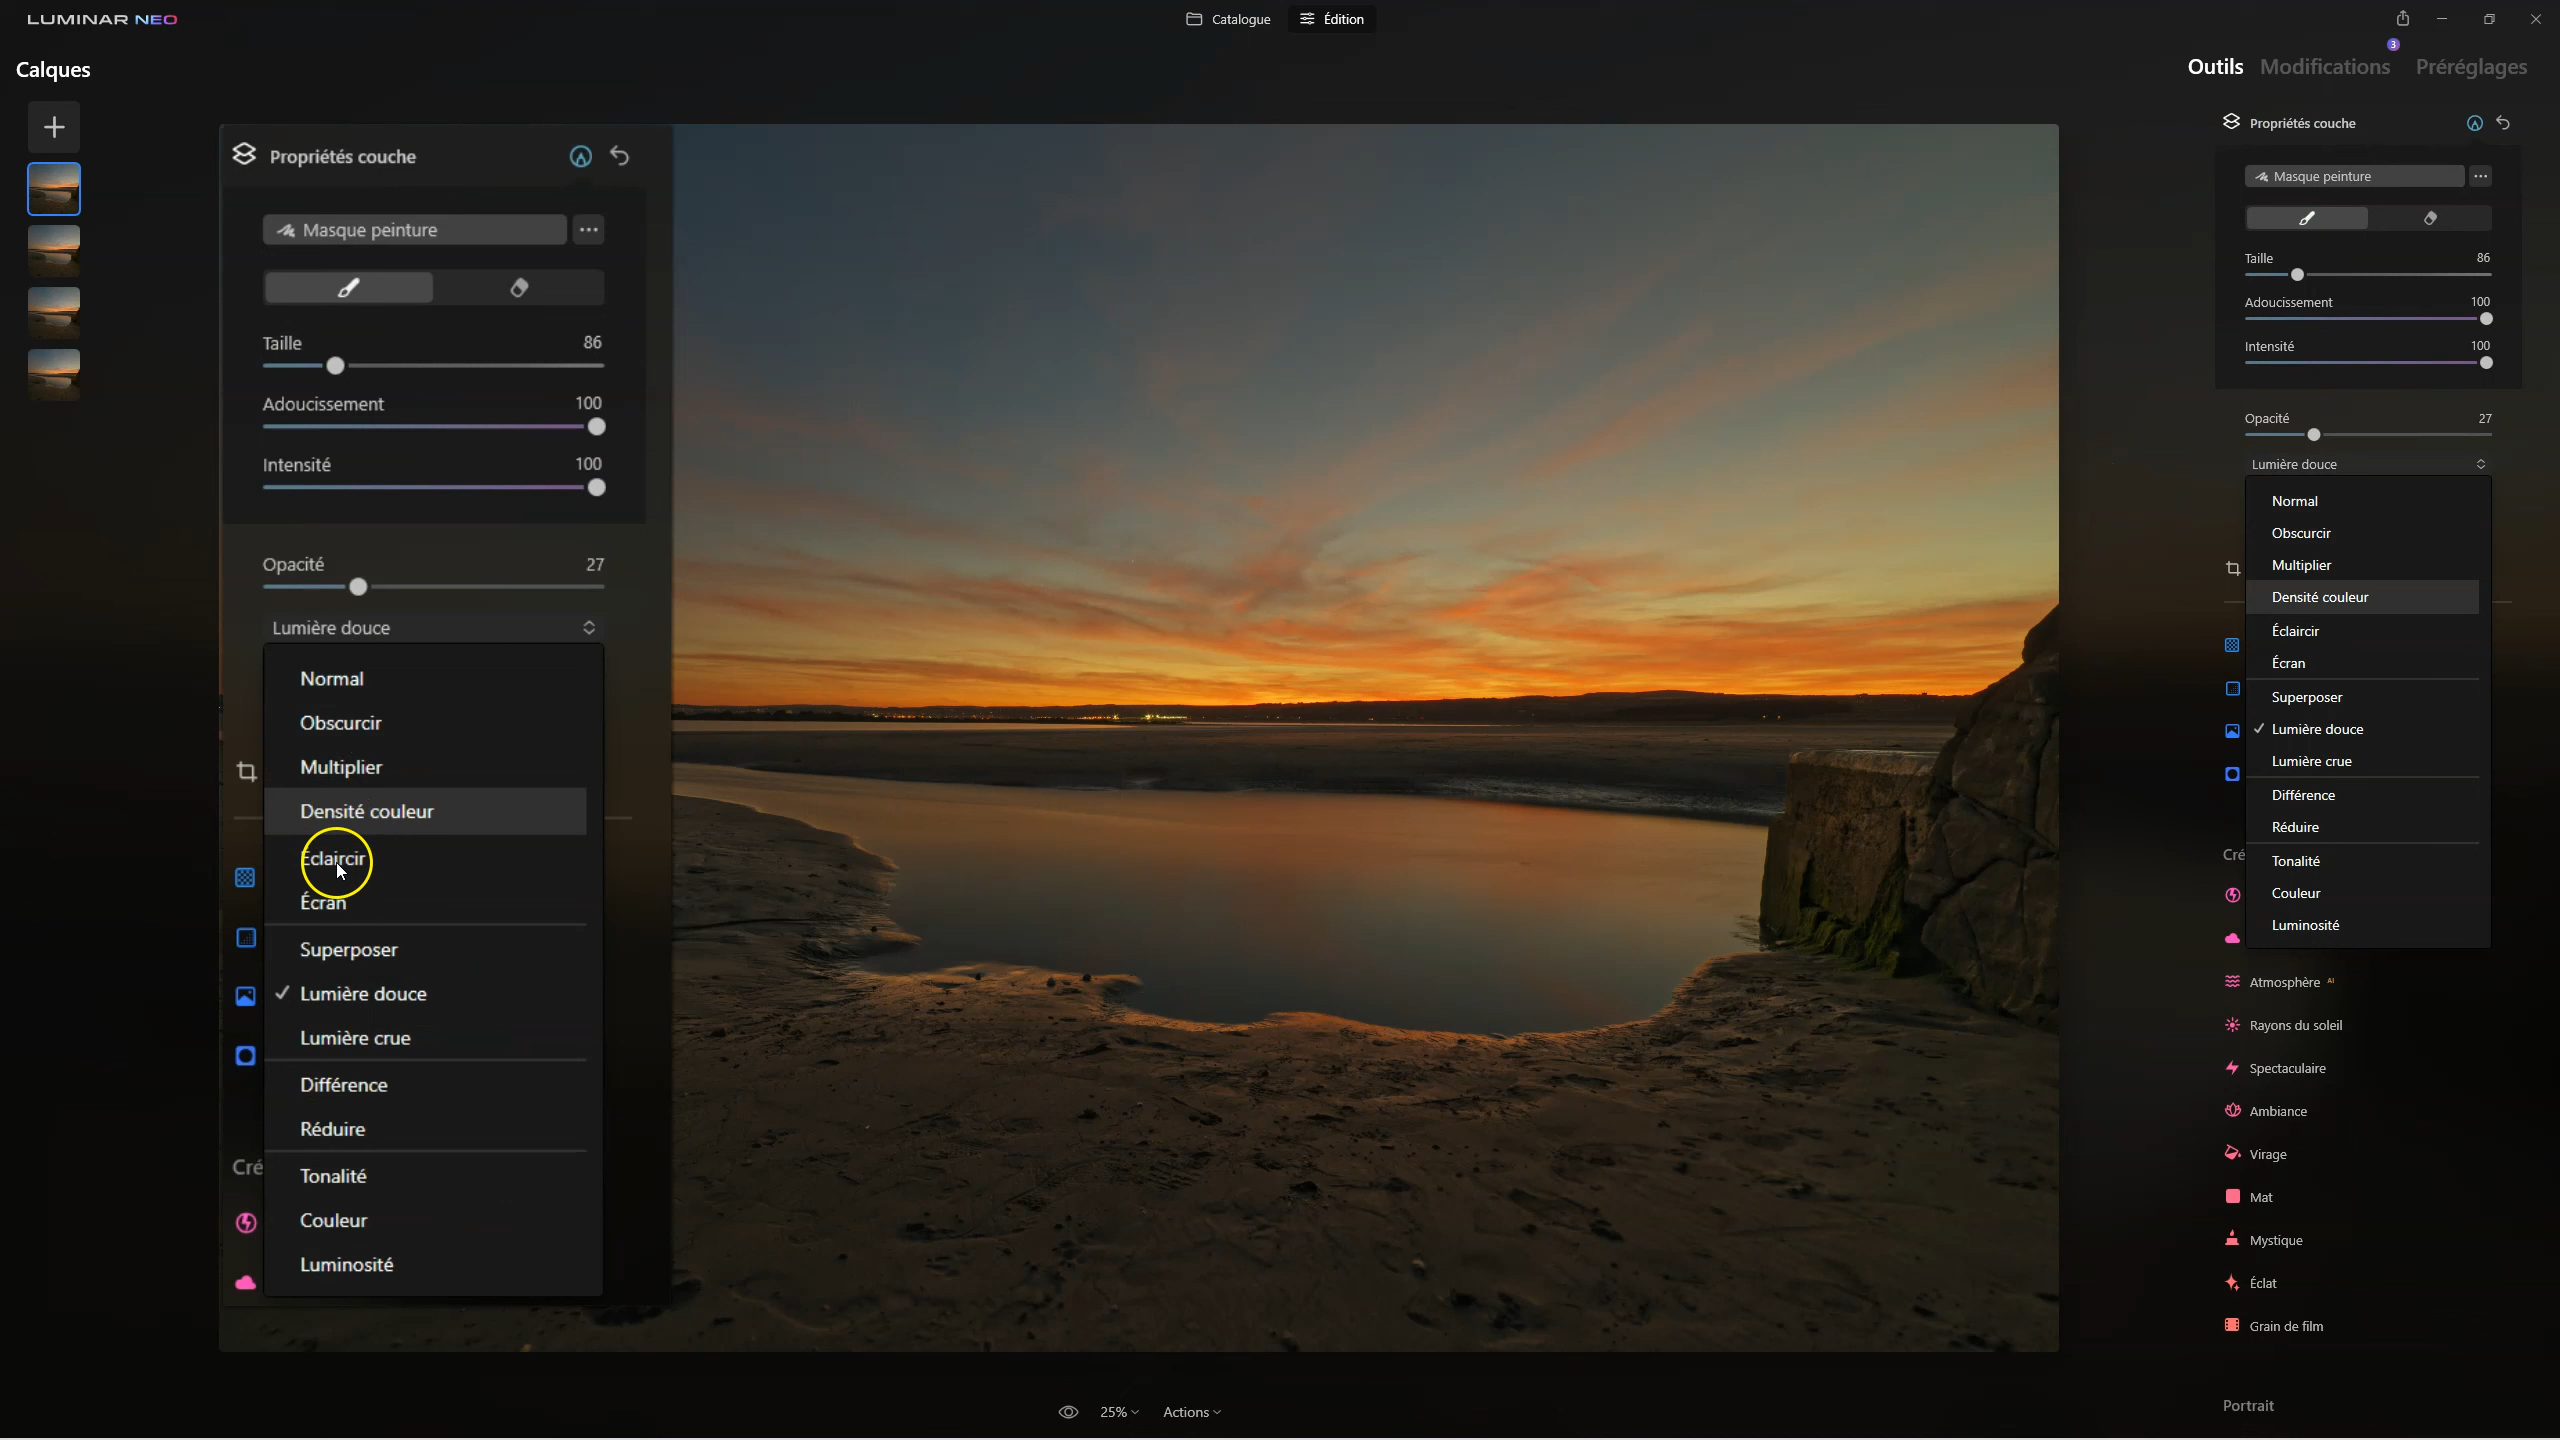 LUMINAR NEO
Catalogue
Édition
Calques
3
Outils
Modifications
Préréglages
Propriétés couche
Masque peinture
Taille
86
Adoucissement
100
Intensité
100
Opacité
27
Lumière douce
Normal
Obscurcir
Multiplier
Densité couleur
Éclaircir
Écran
Superposer
Lumière douce
Lumière crue
Différence
Réduire
Cré
Tonalité
Couleur
Luminosité
Propriétés couche
Masque peinture
Taille
86
Adoucissement
100
Intensité
100
Opacité
27
Lumière douce
Normal
Obscurcir
Multiplier
Densité couleur
Éclaircir
Écran
Superposer
Lumière douce
Lumière crue
Différence
Réduire
Cré
Tonalité
Couleur
Luminosité
Atmosphère AI
Rayons du soleil
Spectaculaire
Ambiance
Virage
Mat
Mystique
Éclat
Grain de film
Portrait
25%
Actions